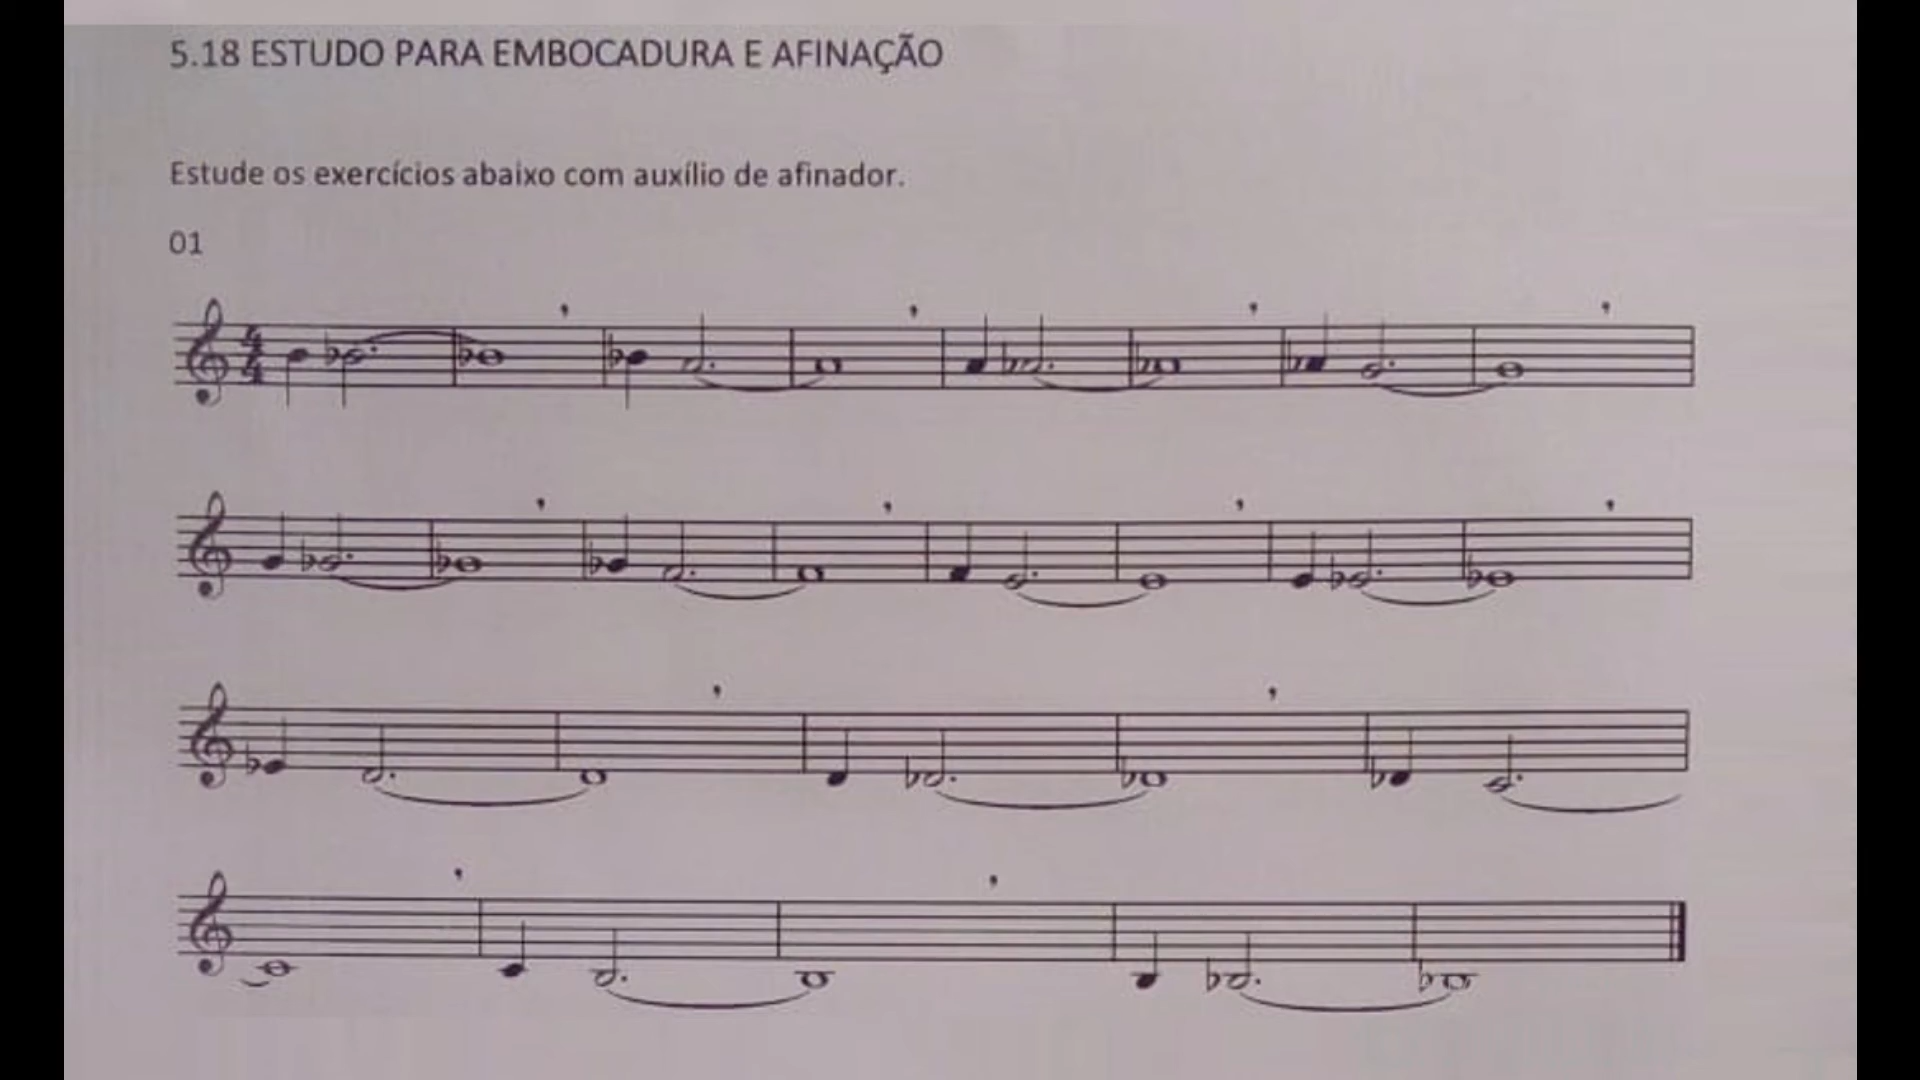 5.18 ESTUDO PARA EMBOCADURA E AFINAÇÃO
Estude os exercícios abaixo com auxílio de afinador.
01